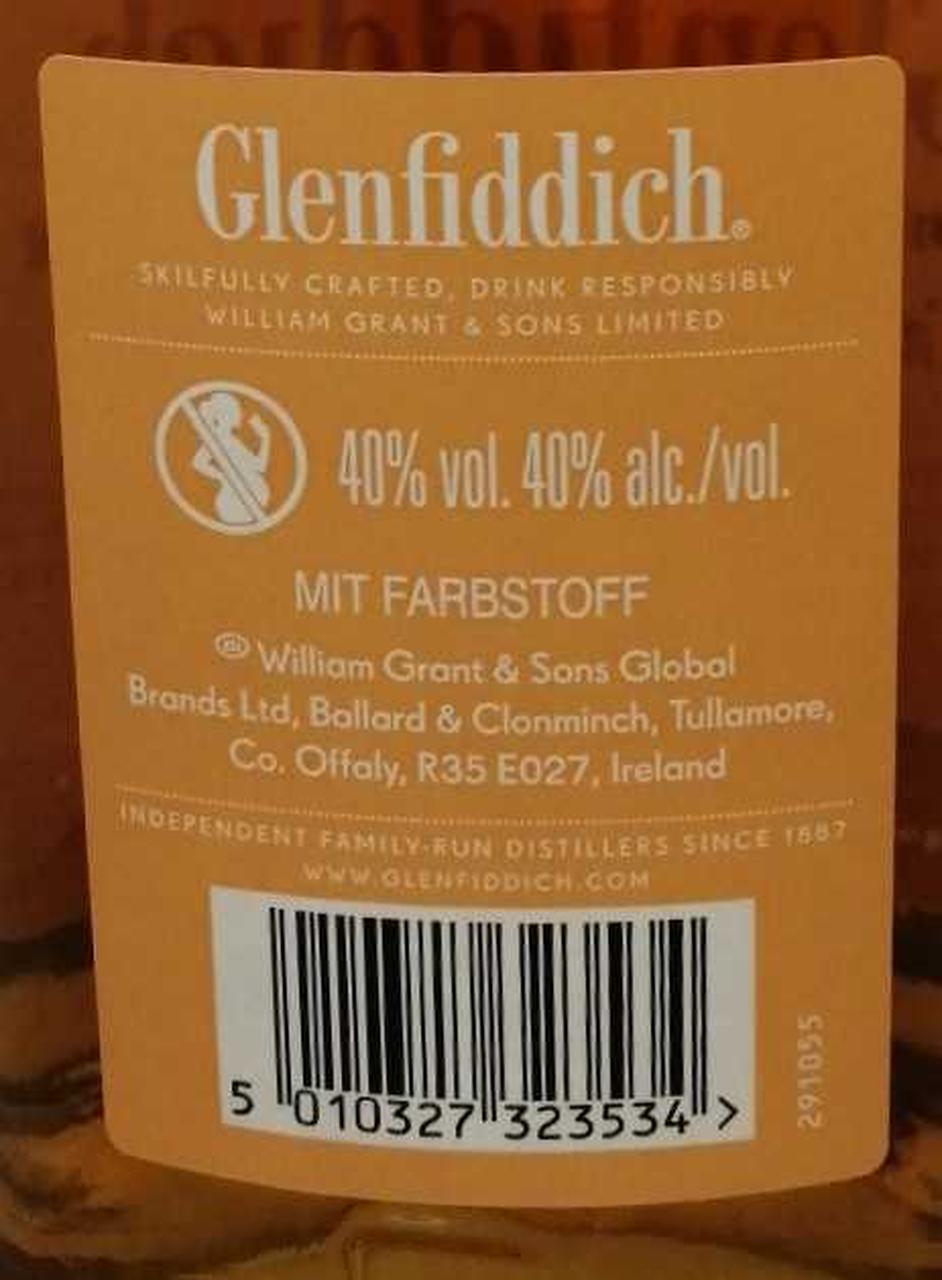 Glenfiddich®
SKILFULLY CRAFTED. DRINK RESPONSIBLY
WILLIAM GRANT & SONS LIMITED
40% vol. 40% alc./vol.
MIT FARBSTOFF
EU William Grant & Sons Global
Brands Ltd, Ballard & Clonminch, Tullamore,
Co. Offaly, R35 E027, Ireland
INDEPENDENT FAMILY-RUN DISTILLERS SINCE 1887
WWW.GLENFIDDICH.COM
5 010327 323534 >
291055